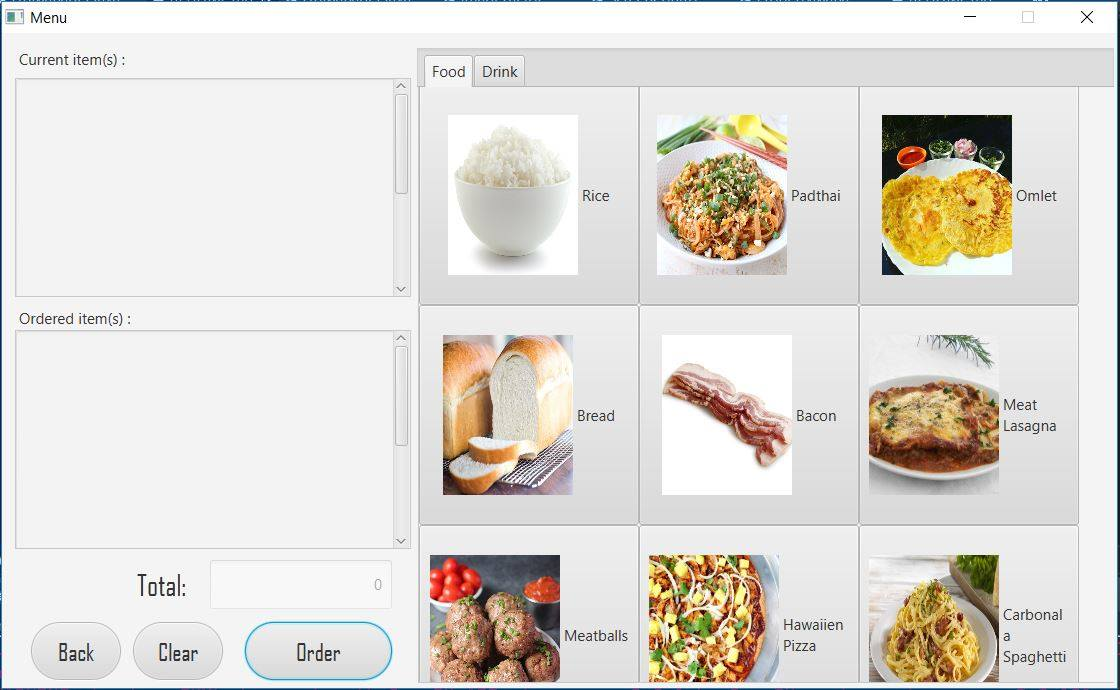 Menu
Current item(s) :
Ordered item(s) :
Total:
0
Back
Clear
Order
Food
Drink
Rice
Padthai
Omlet
Bread
Bacon
Meat
Lasagna
Meatballs
Hawaiien
Pizza
Carbonal
a
Spaghetti